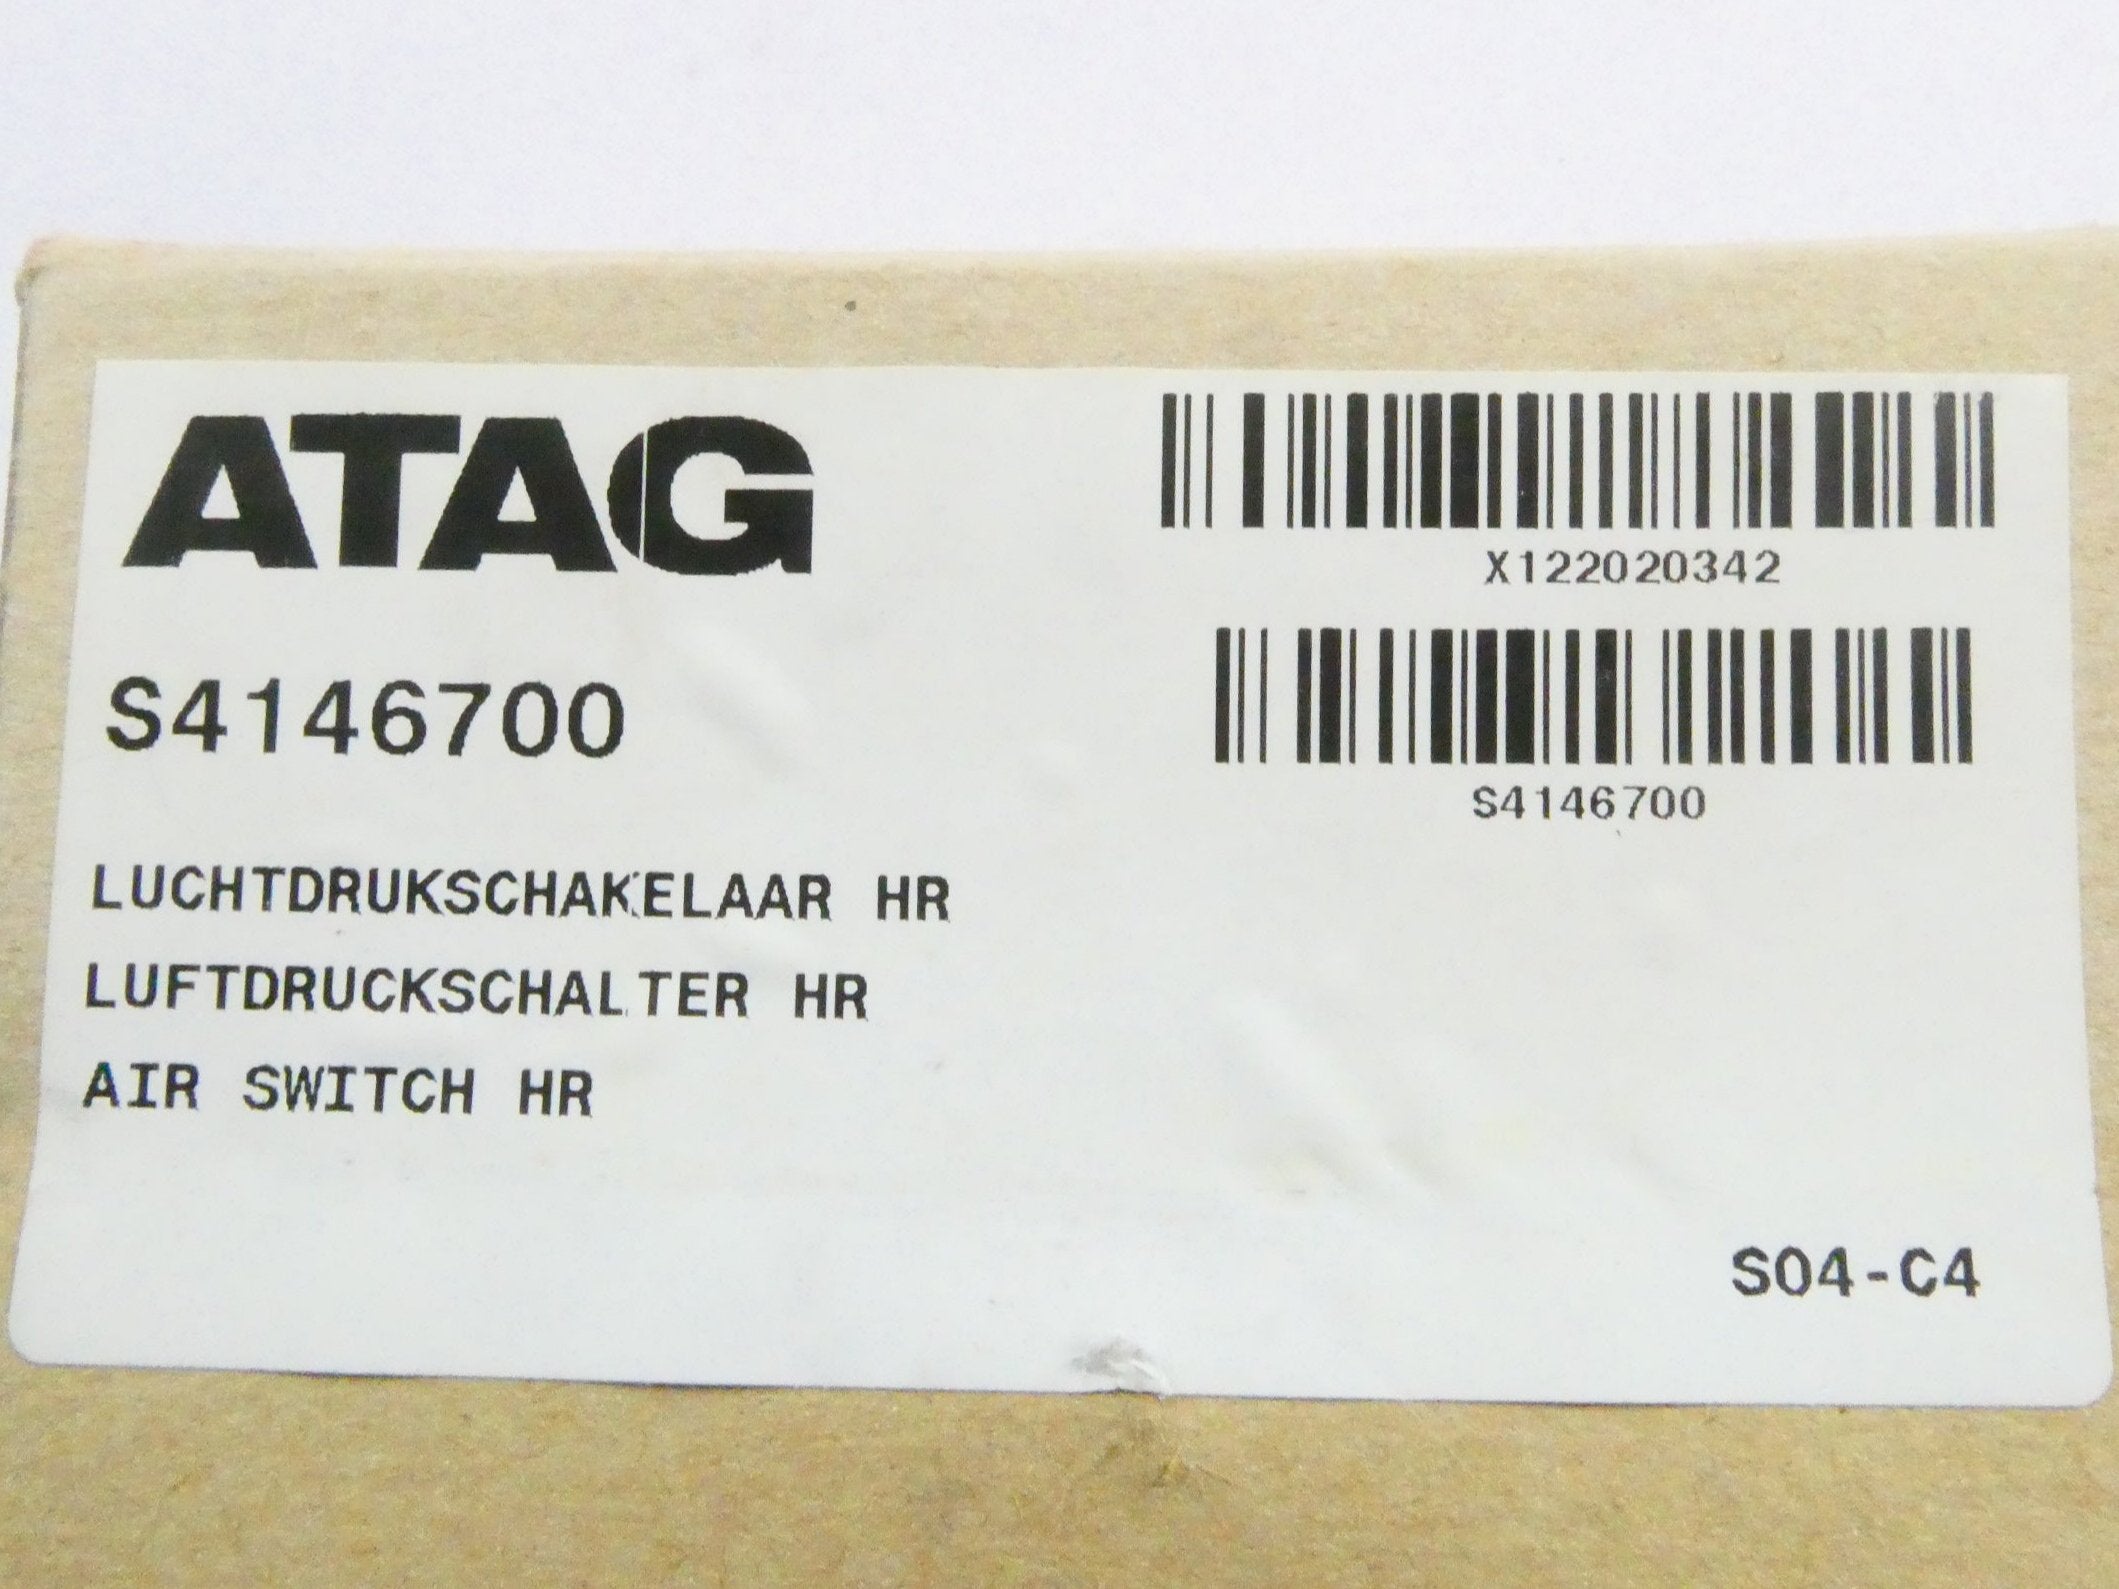 ATAG
X122020342
S4146700
S4146700
LUCHTDRUKSCHAKELAAR HR
LUFTDRUCKSCHALTER HR
AIR SWITCH HR
S04-C4